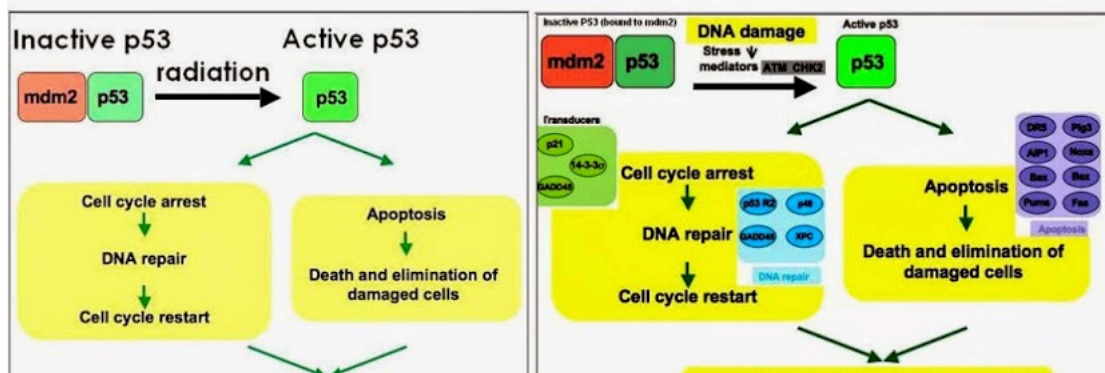 Inactive p53
Active p53
radiation
mdm2
p53
p53
Cell cycle arrest
DNA repair
Cell cycle restart
Apoptosis
Death and elimination of
damaged cells
Inactive P53 (bound to mdm2)
DNA damage
Active p53
Stress
mediators
ATM CHK2
mdm2
p53
p53
Transducers
p21
14-3-3σ
GADD45
Cell cycle arrest
DNA repair
Cell cycle restart
p53 R2
p48
GADD45
XPC
DNA repair
Apoptosis
Death and elimination of
damaged cells
DR5
Pig3
AIP1
Noxa
Bax
Puma
Fas
Apoptosis